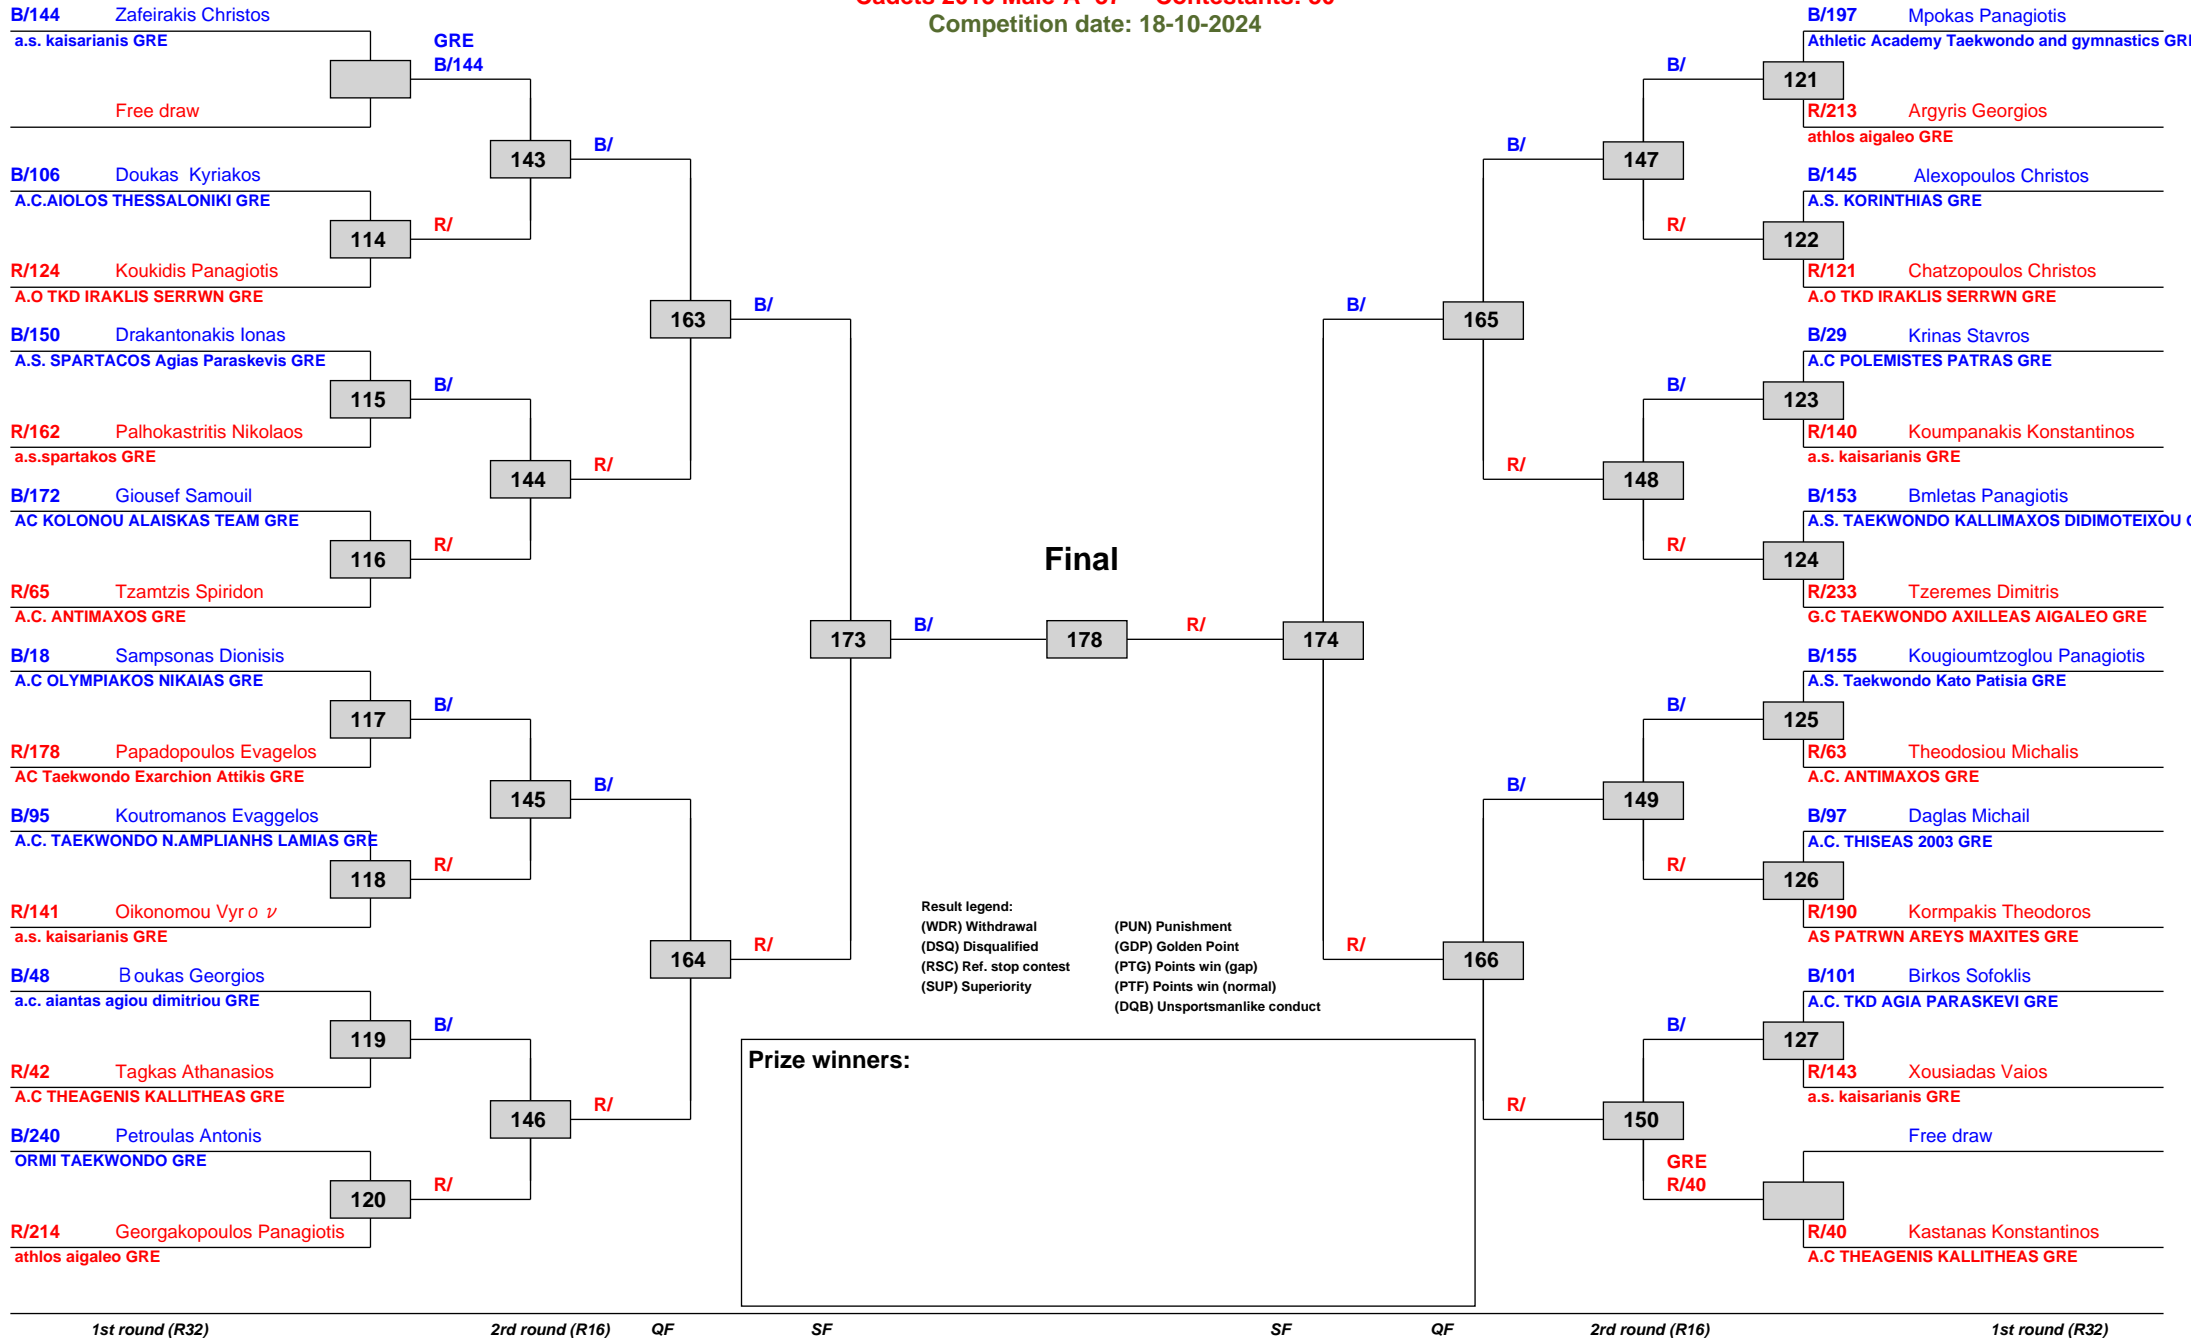 Competition date: 18-10-2024
B/144 Zafeirakis Christos
a.s. kaisarianis GRE
Free draw
GRE
B/144
B/106 Doukas Kyriakos
A.C.AIOLOS THESSALONIKI GRE
114
R/124 Koukidis Panagiotis
A.O TKD IRAKLIS SERRWN GRE
R/
143
B/
B/150 Drakantonakis Ionas
A.S. SPARTACOS Agias Paraskevis GRE
115
B/
R/162 Palhokastritis Nikolaos
a.s.spartakos GRE
B/172 Giousef Samouil
AC KOLONOU ALAISKAS TEAM GRE
116
R/
R/65 Tzamtzis Spiridon
A.C. ANTIMAXOS GRE
144
R/
163
B/
B/18 Sampsonas Dionisis
A.C OLYMPIAKOS NIKAIAS GRE
117
B/
R/178 Papadopoulos Evagelos
AC Taekwondo Exarchion Attikis GRE
B/95 Koutromanos Evaggelos
A.C. TAEKWONDO N.AMPLIANHS LAMIAS GRE
118
R/
R/141 Oikonomou Vyrον
a.s. kaisarianis GRE
145
B/
B/48 Boukas Georgios
a.c. aiantas agiou dimitriou GRE
119
B/
R/42 Tagkas Athanasios
A.C THEAGENIS KALLITHEAS GRE
B/240 Petroulas Antonis
ORMI TAEKWONDO GRE
120
R/
R/214 Georgakopoulos Panagiotis
athlos aigaleo GRE
146
R/
164
R/
173
B/
Final
178
R/
174
B/
R/
B/197 Mpokas Panagiotis
Athletic Academy Taekwondo and gymnastics
121
B/
R/213 Argyris Georgios
athlos aigaleo GRE
B/145 Alexopoulos Christos
A.S. KORINTHIAS GRE
122
R/
R/121 Chatzopoulos Christos
A.O TKD IRAKLIS SERRWN GRE
147
B/
B/29 Krinas Stavros
A.C POLEMISTES PATRAS GRE
123
B/
R/140 Koumpanakis Konstantinos
a.s. kaisarianis GRE
B/153 Bmletas Panagiotis
A.S. TAEKWONDO KALLIMAXOS DIDIMOTEIXOU
124
R/
R/233 Tzeremes Dimitris
G.C TAEKWONDO AXILLEAS AIGALEO GRE
148
R/
165
B/155 Kougioumtzoglou Panagiotis
A.S. Taekwondo Kato Patisia GRE
125
B/
R/63 Theodosiou Michalis
A.C. ANTIMAXOS GRE
B/97 Daglas Michail
A.C. THISEAS 2003 GRE
126
R/
R/190 Kormpakis Theodoros
AS PATRWN AREYS MAXITES GRE
149
B/
B/101 Birkos Sofoklis
A.C. TKD AGIA PARASKEVI GRE
127
B/
R/143 Xousiadas Vaios
a.s. kaisarianis GRE
Free draw
GRE
R/40
R/40 Kastanas Konstantinos
A.C THEAGENIS KALLITHEAS GRE
150
R/
166
Result legend:
(WDR) Withdrawal (PUN) Punishment
(DSQ) Disqualified (GDP) Golden Point
(RSC) Ref. stop contest (PTG) Points win (gap)
(SUP) Superiority (PTF) Points win (normal)
(DQB) Unsportsmanlike conduct
Prize winners:
1st round (R32) 2rd round (R16) QF SF SF QF 2rd round (R16) 1st round (R32)